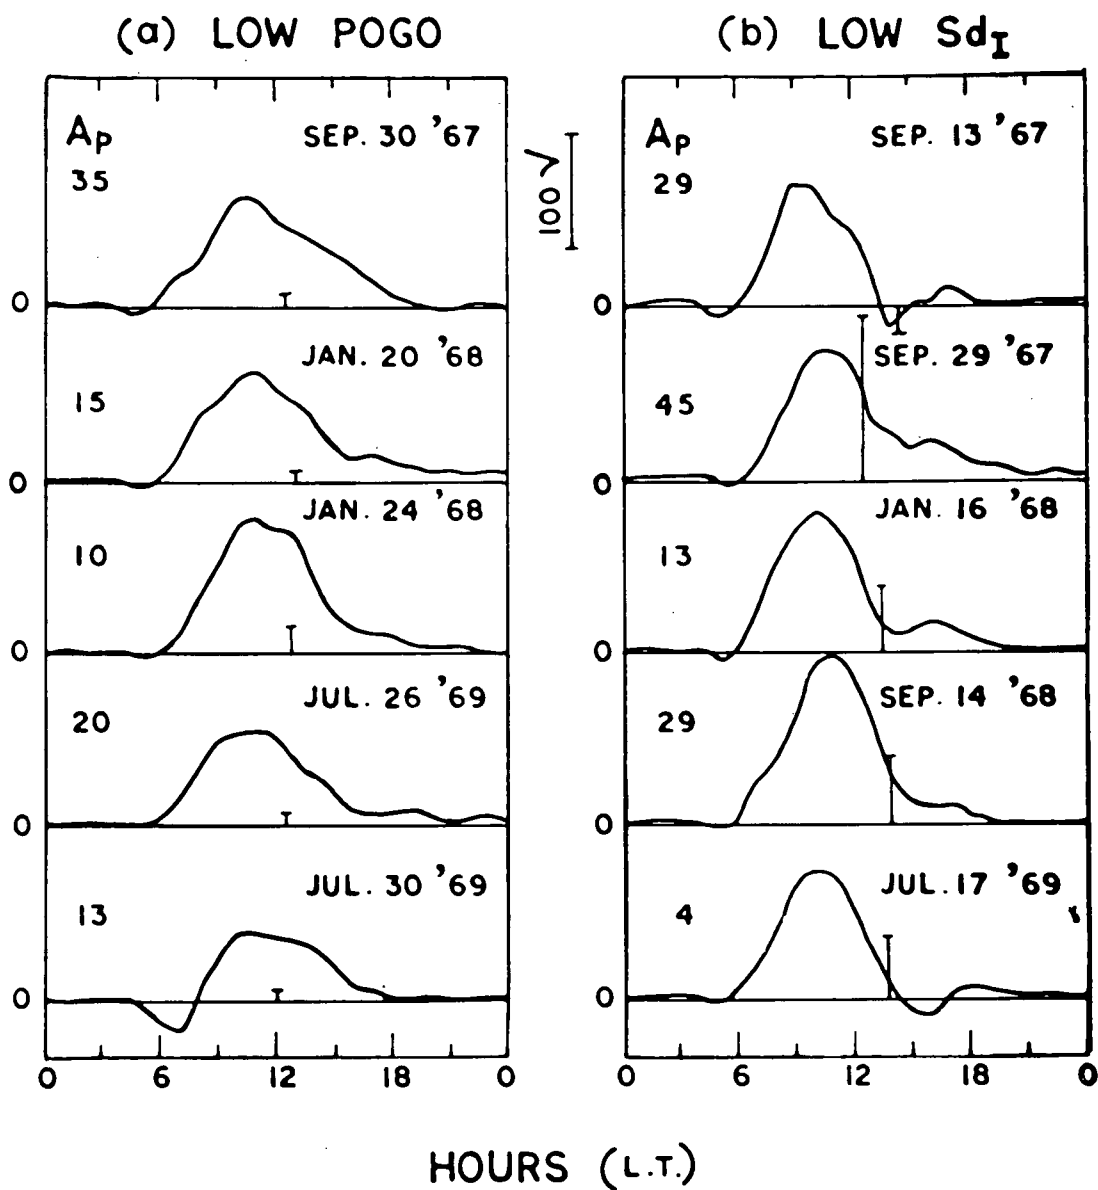 (a) LOW POGO
(b) LOW SdI
Ap
SEP. 30 '67
35
0
JAN. 20 '68
15
0
JAN. 24 '68
10
0
JUL. 26 '69
20
0
JUL. 30 '69
13
0
0 6 12 18 0
100 γ
Ap
SEP. 13 '67
29
0
SEP. 29 '67
45
0
JAN. 16 '68
13
0
SEP. 14 '68
29
0
JUL. 17 '69
4
0
0 6 12 18 0
HOURS (L.T.)